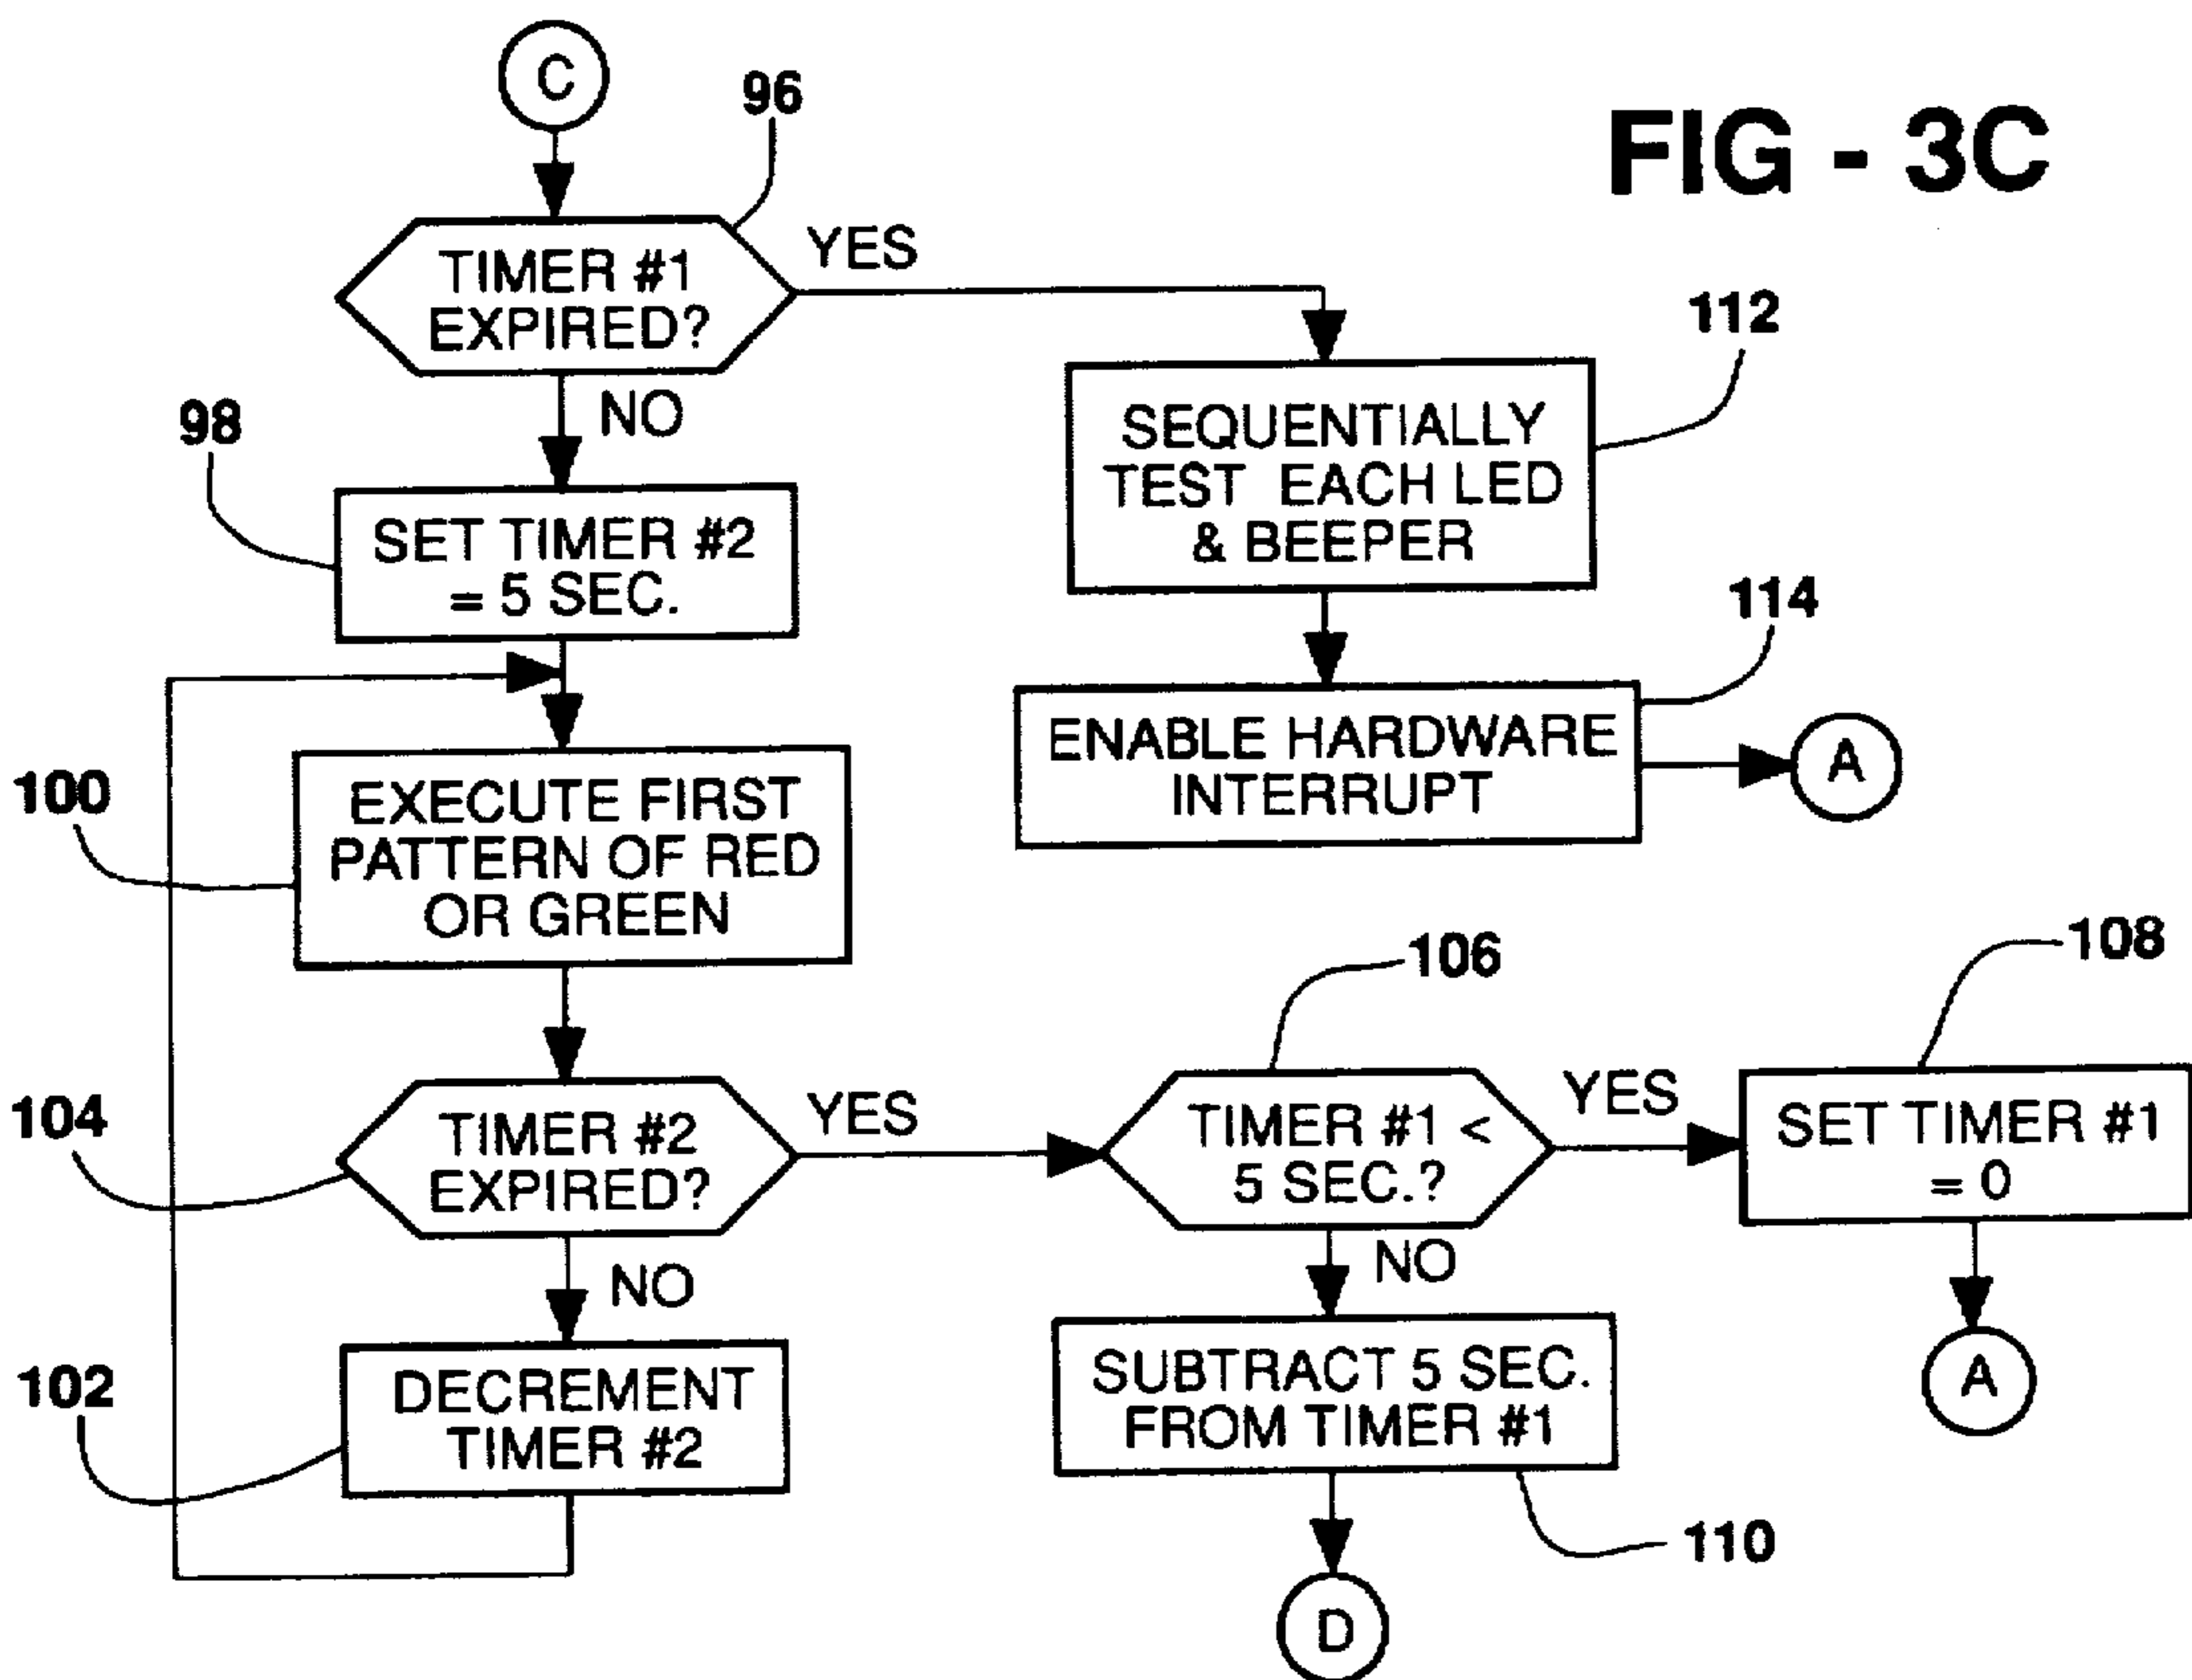 C
96
FIG - 3C
TIMER #1
EXPIRED?
YES
NO
112
SEQUENTIALLY
TEST EACH LED
& BEEPER
98
SET TIMER #2
= 5 SEC.
114
ENABLE HARDWARE
INTERRUPT
A
100
EXECUTE FIRST
PATTERN OF RED
OR GREEN
104
TIMER #2
EXPIRED?
YES
NO
106
TIMER #1 <
5 SEC.?
YES
NO
108
SET TIMER #1
= 0
A
102
DECREMENT
TIMER #2
SUBTRACT 5 SEC.
FROM TIMER #1
110
D